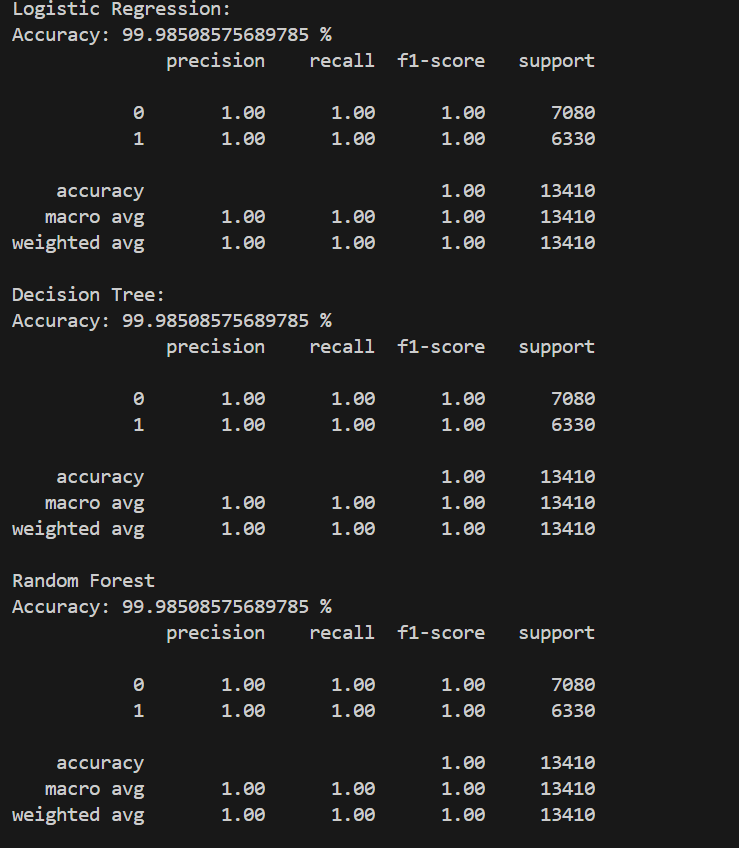 Logistic Regression:
Accuracy: 99.98508575689785 %
              precision    recall  f1-score   support

           0       1.00      1.00      1.00      7080
           1       1.00      1.00      1.00      6330

    accuracy                           1.00     13410
   macro avg       1.00      1.00      1.00     13410
weighted avg       1.00      1.00      1.00     13410

Decision Tree:
Accuracy: 99.98508575689785 %
              precision    recall  f1-score   support

           0       1.00      1.00      1.00      7080
           1       1.00      1.00      1.00      6330

    accuracy                           1.00     13410
   macro avg       1.00      1.00      1.00     13410
weighted avg       1.00      1.00      1.00     13410

Random Forest
Accuracy: 99.98508575689785 %
              precision    recall  f1-score   support

           0       1.00      1.00      1.00      7080
           1       1.00      1.00      1.00      6330

    accuracy                           1.00     13410
   macro avg       1.00      1.00      1.00     13410
weighted avg       1.00      1.00      1.00     13410